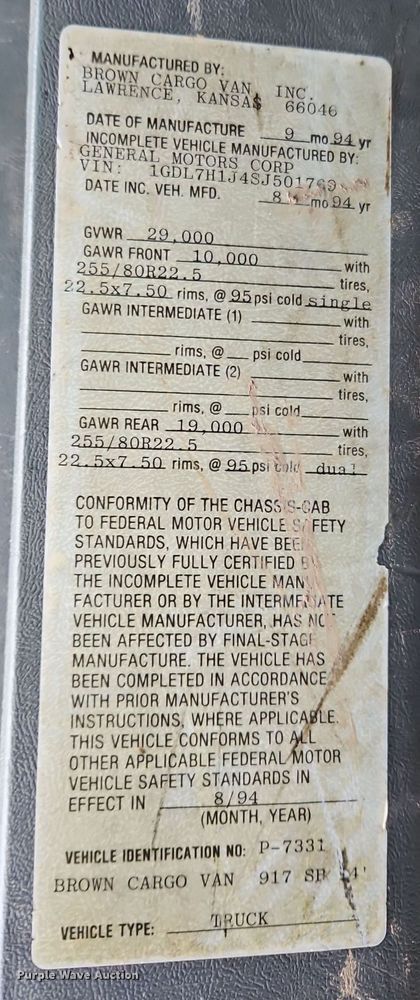 MANUFACTURED BY:
BROWN CARGO VAN, INC.
LAWRENCE, KANSAS 66046
DATE OF MANUFACTURE 9 mo 94 yr
INCOMPLETE VEHICLE MANUFACTURED BY:
GENERAL MOTORS CORP
VIN: 1GDL7H1J4SJ501769
DATE INC. VEH. MFD. 8 mo 94 yr
GVWR 29,000
GAWR FRONT 10,000 with
255/80R22.5 tires,
22.5x7.50 rims, @ 95 psi cold single
GAWR INTERMEDIATE (1) with
tires,
rims, @ psi cold
GAWR INTERMEDIATE (2) with
tires,
rims, @ psi cold
GAWR REAR 19,000 with
255/80R22.5 tires,
22.5x7.50 rims, @ 95 psi cold dual
CONFORMITY OF THE CHASSIS-CAB
TO FEDERAL MOTOR VEHICLE SAFETY
STANDARDS, WHICH HAVE BEEN
PREVIOUSLY FULLY CERTIFIED BY
THE INCOMPLETE VEHICLE MANU-
FACTURER OR BY THE INTERMEDIATE
VEHICLE MANUFACTURER, HAS NOT
BEEN AFFECTED BY FINAL-STAGE
MANUFACTURE. THE VEHICLE HAS
BEEN COMPLETED IN ACCORDANCE
WITH PRIOR MANUFACTURER'S
INSTRUCTIONS, WHERE APPLICABLE.
THIS VEHICLE CONFORMS TO ALL
OTHER APPLICABLE FEDERAL MOTOR
VEHICLE SAFETY STANDARDS IN
EFFECT IN 8/94
(MONTH, YEAR)
VEHICLE IDENTIFICATION NO: P-7331
BROWN CARGO VAN 917 SR
VEHICLE TYPE: TRUCK
Purple Wave Auction